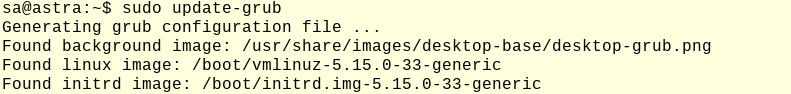 sa@astra:~$ sudo update-grub
Generating grub configuration file ...
Found background image: /usr/share/images/desktop-base/desktop-grub.png
Found linux image: /boot/vmlinuz-5.15.0-33-generic
Found initrd image: /boot/initrd.img-5.15.0-33-generic